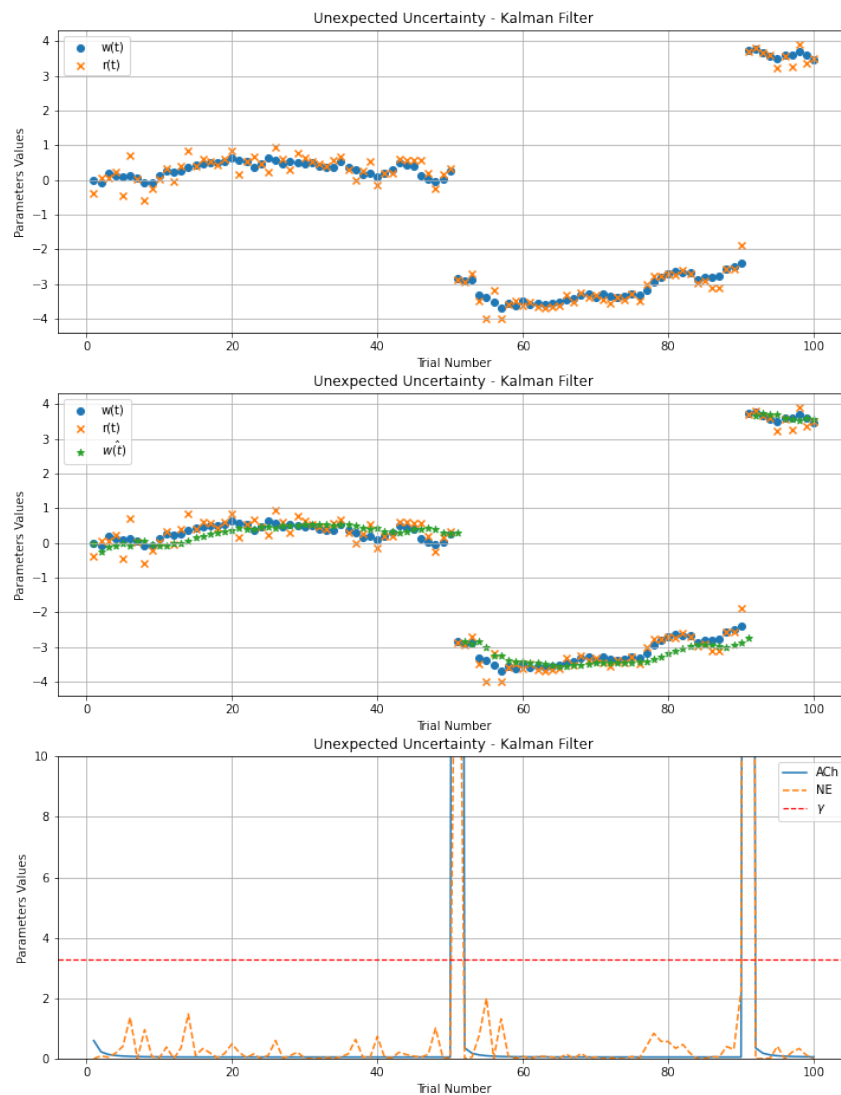 Unexpected Uncertainty - Kalman Filter
w(t)
r(t)
Parameters Values
4
3
2
1
0
−1
−2
−3
−4
0 20 40 60 80 100
Trial Number
Unexpected Uncertainty - Kalman Filter
w(t)
r(t)
ŵ(t)
Parameters Values
4
3
2
1
0
−1
−2
−3
−4
0 20 40 60 80 100
Trial Number
Unexpected Uncertainty - Kalman Filter
ACh
NE
γ
Parameters Values
10
8
6
4
2
0
0 20 40 60 80 100
Trial Number